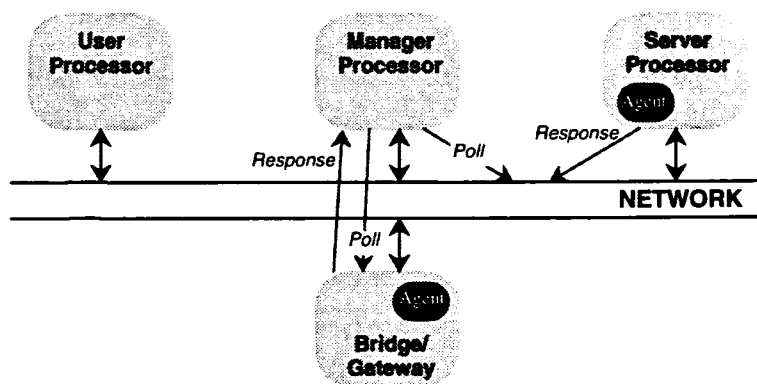 User
Processor
Manager
Processor
Server
Processor
Agent
Response
Poll
Response
NETWORK
Poll
Agent
Bridge/
Gateway